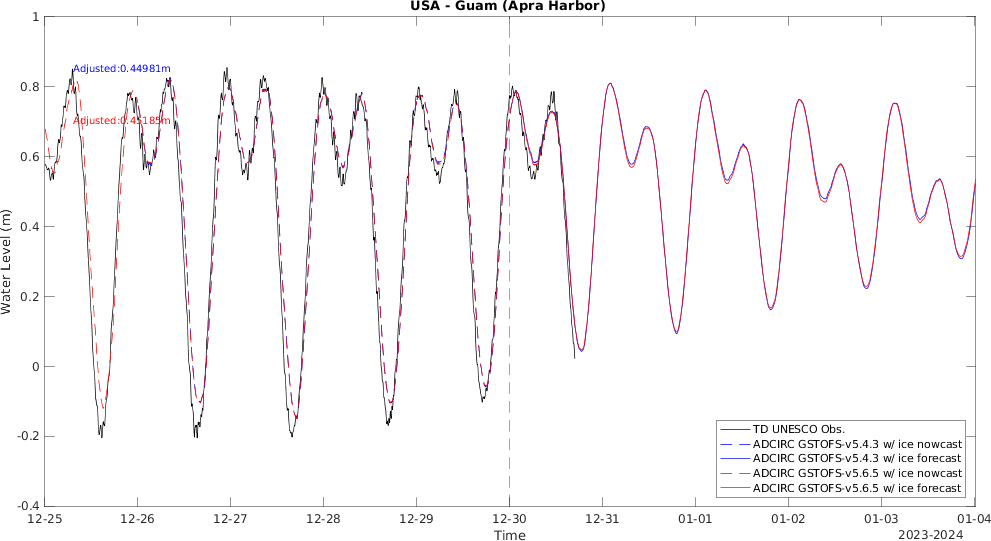 USA - Guam (Apra Harbor)
Water Level (m)
1
0.8
0.6
0.4
0.2
0
-0.2
-0.4
Adjusted:0.44981m
Adjusted:0.45185m
TD UNESCO Obs.
ADCIRC GSTOFS-v5.4.3 w/ ice nowcast
ADCIRC GSTOFS-v5.4.3 w/ ice forecast
ADCIRC GSTOFS-v5.6.5 w/ ice nowcast
ADCIRC GSTOFS-v5.6.5 w/ ice forecast
12-25 12-26 12-27 12-28 12-29 12-30 12-31 01-01 01-02 01-03 01-04
Time
2023-2024